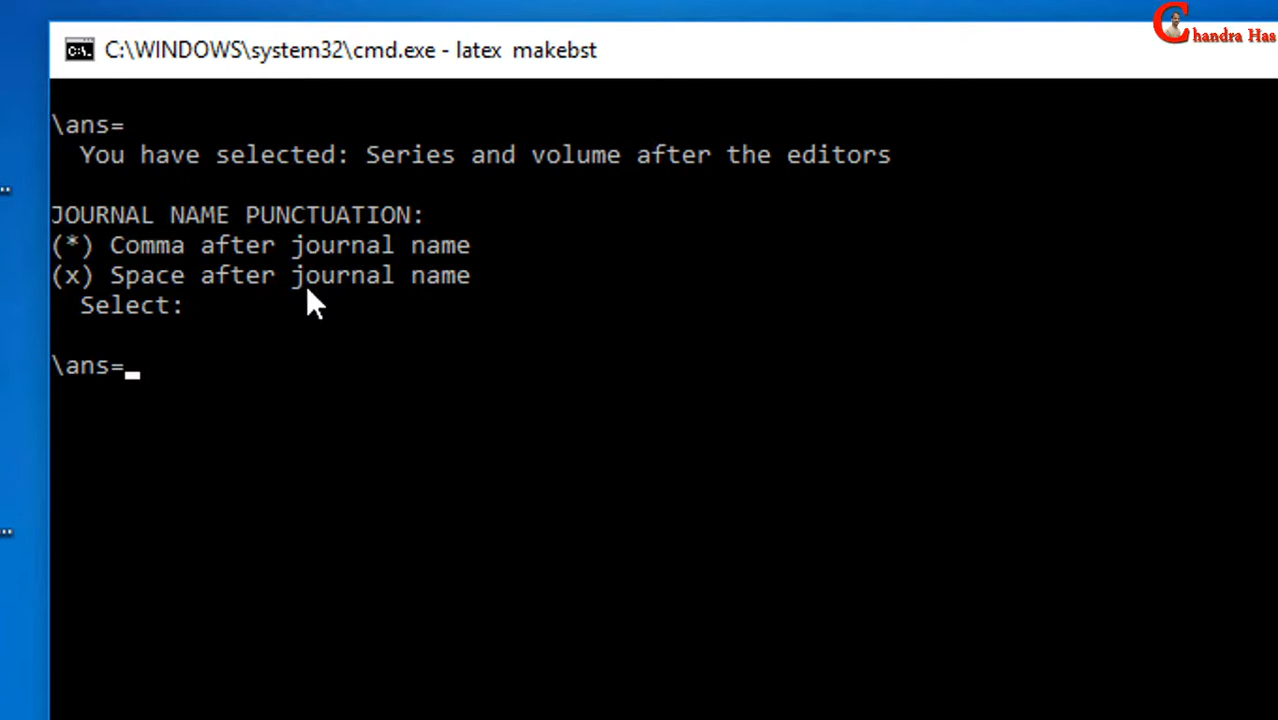 Chandra Has
C:\WINDOWS\system32\cmd.exe - latex  makebst
\ans=
You have selected: Series and volume after the editors
JOURNAL NAME PUNCTUATION:
(*) Comma after journal name
(x) Space after journal name
Select:
\ans=